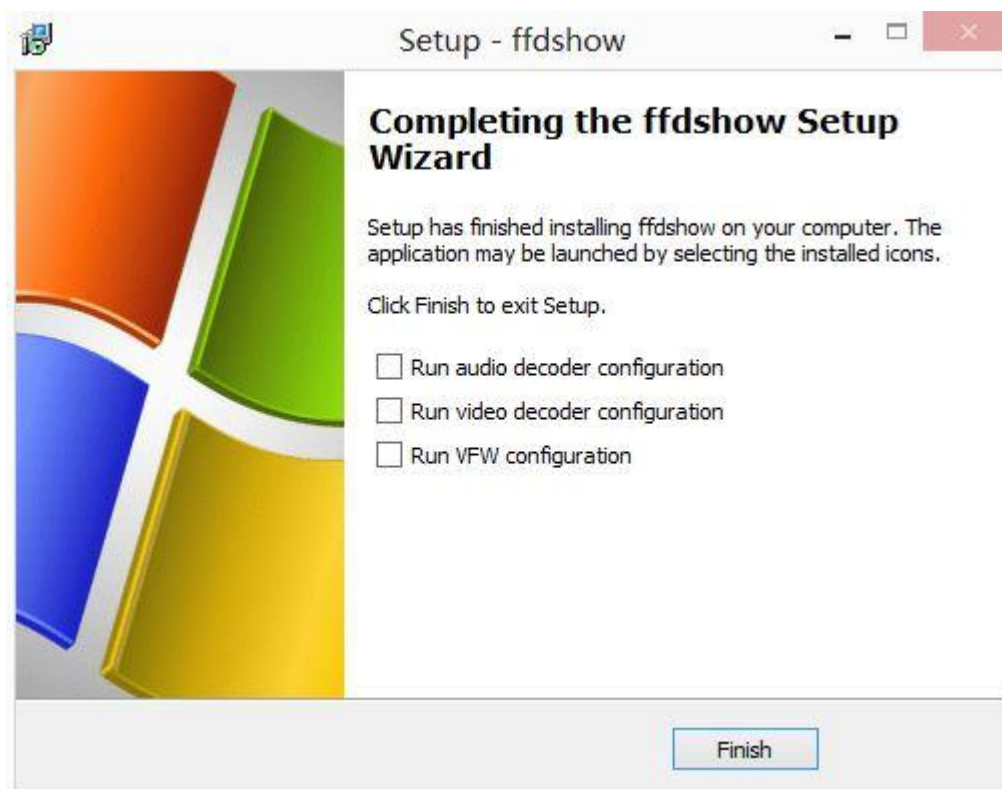 Setup - ffdshow
Completing the ffdshow Setup
Wizard
Setup has finished installing ffdshow on your computer. The
application may be launched by selecting the installed icons.
Click Finish to exit Setup.
Run audio decoder configuration
Run video decoder configuration
Run VFW configuration
Finish